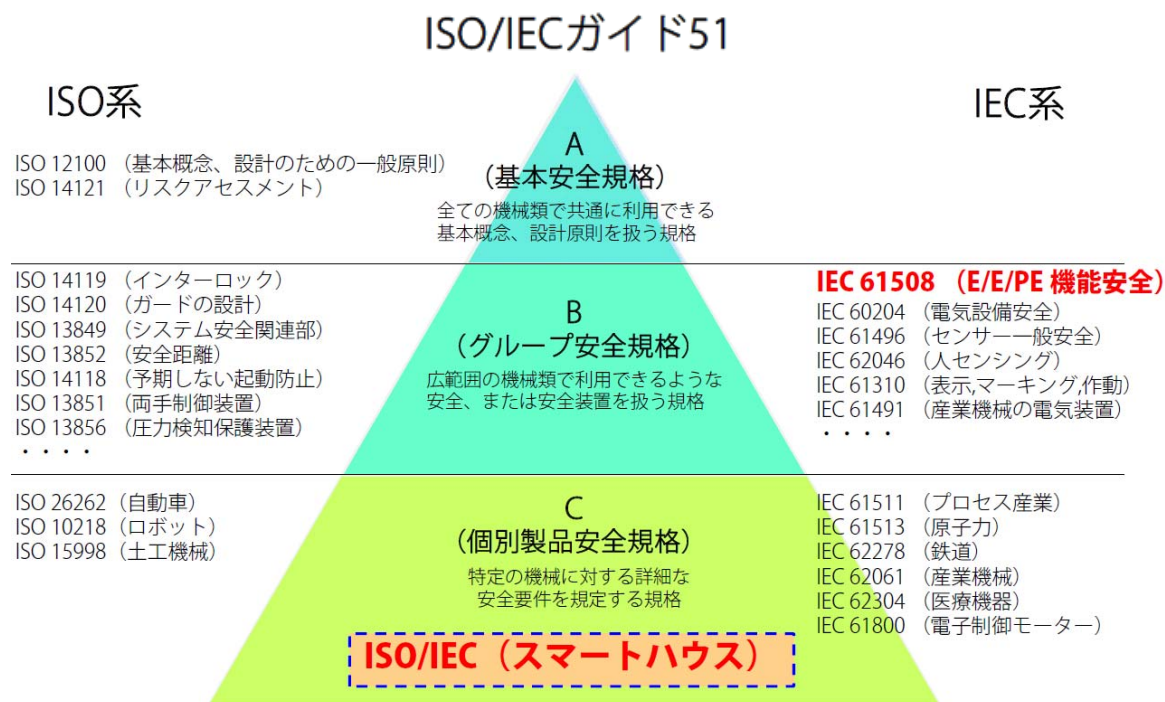 ISO/IECガイド51
ISO系
IEC系
ISO 12100 （基本概念、設計のための一般原則）
ISO 14121 （リスクアセスメント）
A
（基本安全規格）
全ての機械類で共通に利用できる
基本概念、設計原則を扱う規格
ISO 14119 （インターロック）
ISO 14120 （ガードの設計）
ISO 13849 （システム安全関連部）
ISO 13852 （安全距離）
ISO 14118 （予期しない起動防止）
ISO 13851 （両手制御装置）
ISO 13856 （圧力検知保護装置）
・・・・
B
（グループ安全規格）
広範囲の機械類で利用できるような
安全、または安全装置を扱う規格
IEC 61508 （E/E/PE 機能安全）
IEC 60204 （電気設備安全）
IEC 61496 （センサー一般安全）
IEC 62046 （人センシング）
IEC 61310 （表示,マーキング,作動）
IEC 61491 （産業機械の電気装置）
・・・・
ISO 26262 （自動車）
ISO 10218 （ロボット）
ISO 15998 （土工機械）
C
（個別製品安全規格）
特定の機械に対する詳細な
安全要件を規定する規格
ISO/IEC（スマートハウス）
IEC 61511 （プロセス産業）
IEC 61513 （原子力）
IEC 62278 （鉄道）
IEC 62061 （産業機械）
IEC 62304 （医療機器）
IEC 61800 （電子制御モーター）